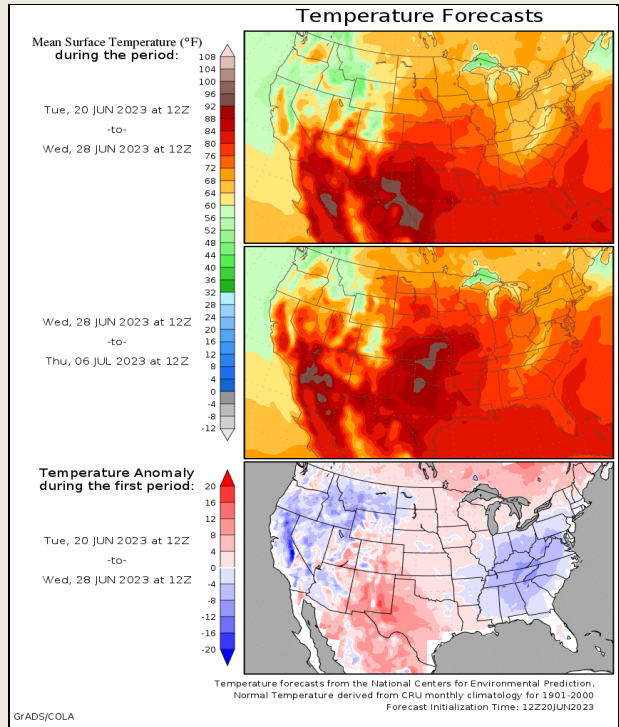 Temperature Forecasts
Mean Surface Temperature (°F)
during the period:
Tue, 20 JUN 2023 at 12Z
-to-
Wed, 28 JUN 2023 at 12Z
108
104
100
96
92
88
84
80
76
72
68
64
60
56
52
48
44
40
36
32
28
24
20
16
12
8
4
0
-4
-8
-12
Wed, 28 JUN 2023 at 12Z
-to-
Thu, 06 JUL 2023 at 12Z
Temperature Anomaly
during the first period:
Tue, 20 JUN 2023 at 12Z
-to-
Wed, 28 JUN 2023 at 12Z
20
16
12
8
4
0
-4
-8
-12
-16
-20
Temperature forecasts from the National Centers for Environmental Prediction.
Normal Temperature derived from CRU monthly climatology for 1901-2000
Forecast Initialization Time: 12Z20JUN2023
GrADS/COLA